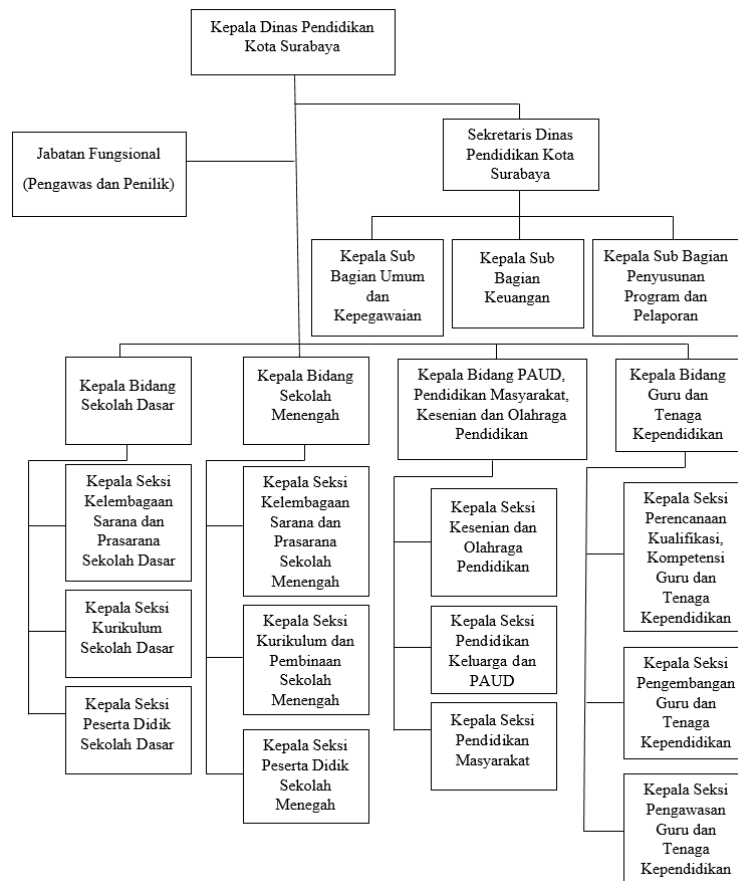 Kepala Dinas Pendidikan
Kota Surabaya
Sekretaris Dinas
Pendidikan Kota
Surabaya
Jabatan Fungsional
(Pengawas dan Penilik)
Kepala Sub
Bagian Umum
dan
Kepegawaian
Kepala Sub
Bagian
Keuangan
Kepala Sub Bagian
Penyusunan
Program dan
Pelaporan
Kepala Bidang
Sekolah Dasar
Kepala Bidang
Sekolah
Menengah
Kepala Bidang PAUD,
Pendidikan Masyarakat,
Kesenian dan Olahraga
Pendidikan
Kepala Bidang
Guru dan
Tenaga
Kependidikan
Kepala Seksi
Kelembagaan
Sarana dan
Prasarana
Sekolah Dasar
Kepala Seksi
Kurikulum
Sekolah Dasar
Kepala Seksi
Peserta Didik
Sekolah Dasar
Kepala Seksi
Kelembagaan
Sarana dan
Prasarana
Sekolah
Menengah
Kepala Seksi
Kurikulum dan
Pembinaan
Sekolah
Menengah
Kepala Seksi
Peserta Didik
Sekolah
Menegah
Kepala Seksi
Kesenian dan
Olahraga
Pendidikan
Kepala Seksi
Pendidikan
Keluarga dan
PAUD
Kepala Seksi
Pendidikan
Masyarakat
Kepala Seksi
Perencanaan
Kualifikasi,
Kompetensi
Guru dan
Tenaga
Kependidikan
Kepala Seksi
Pengembangan
Guru dan
Tenaga
Kependidikan
Kepala Seksi
Pengawasan
Guru dan
Tenaga
Kependidikan